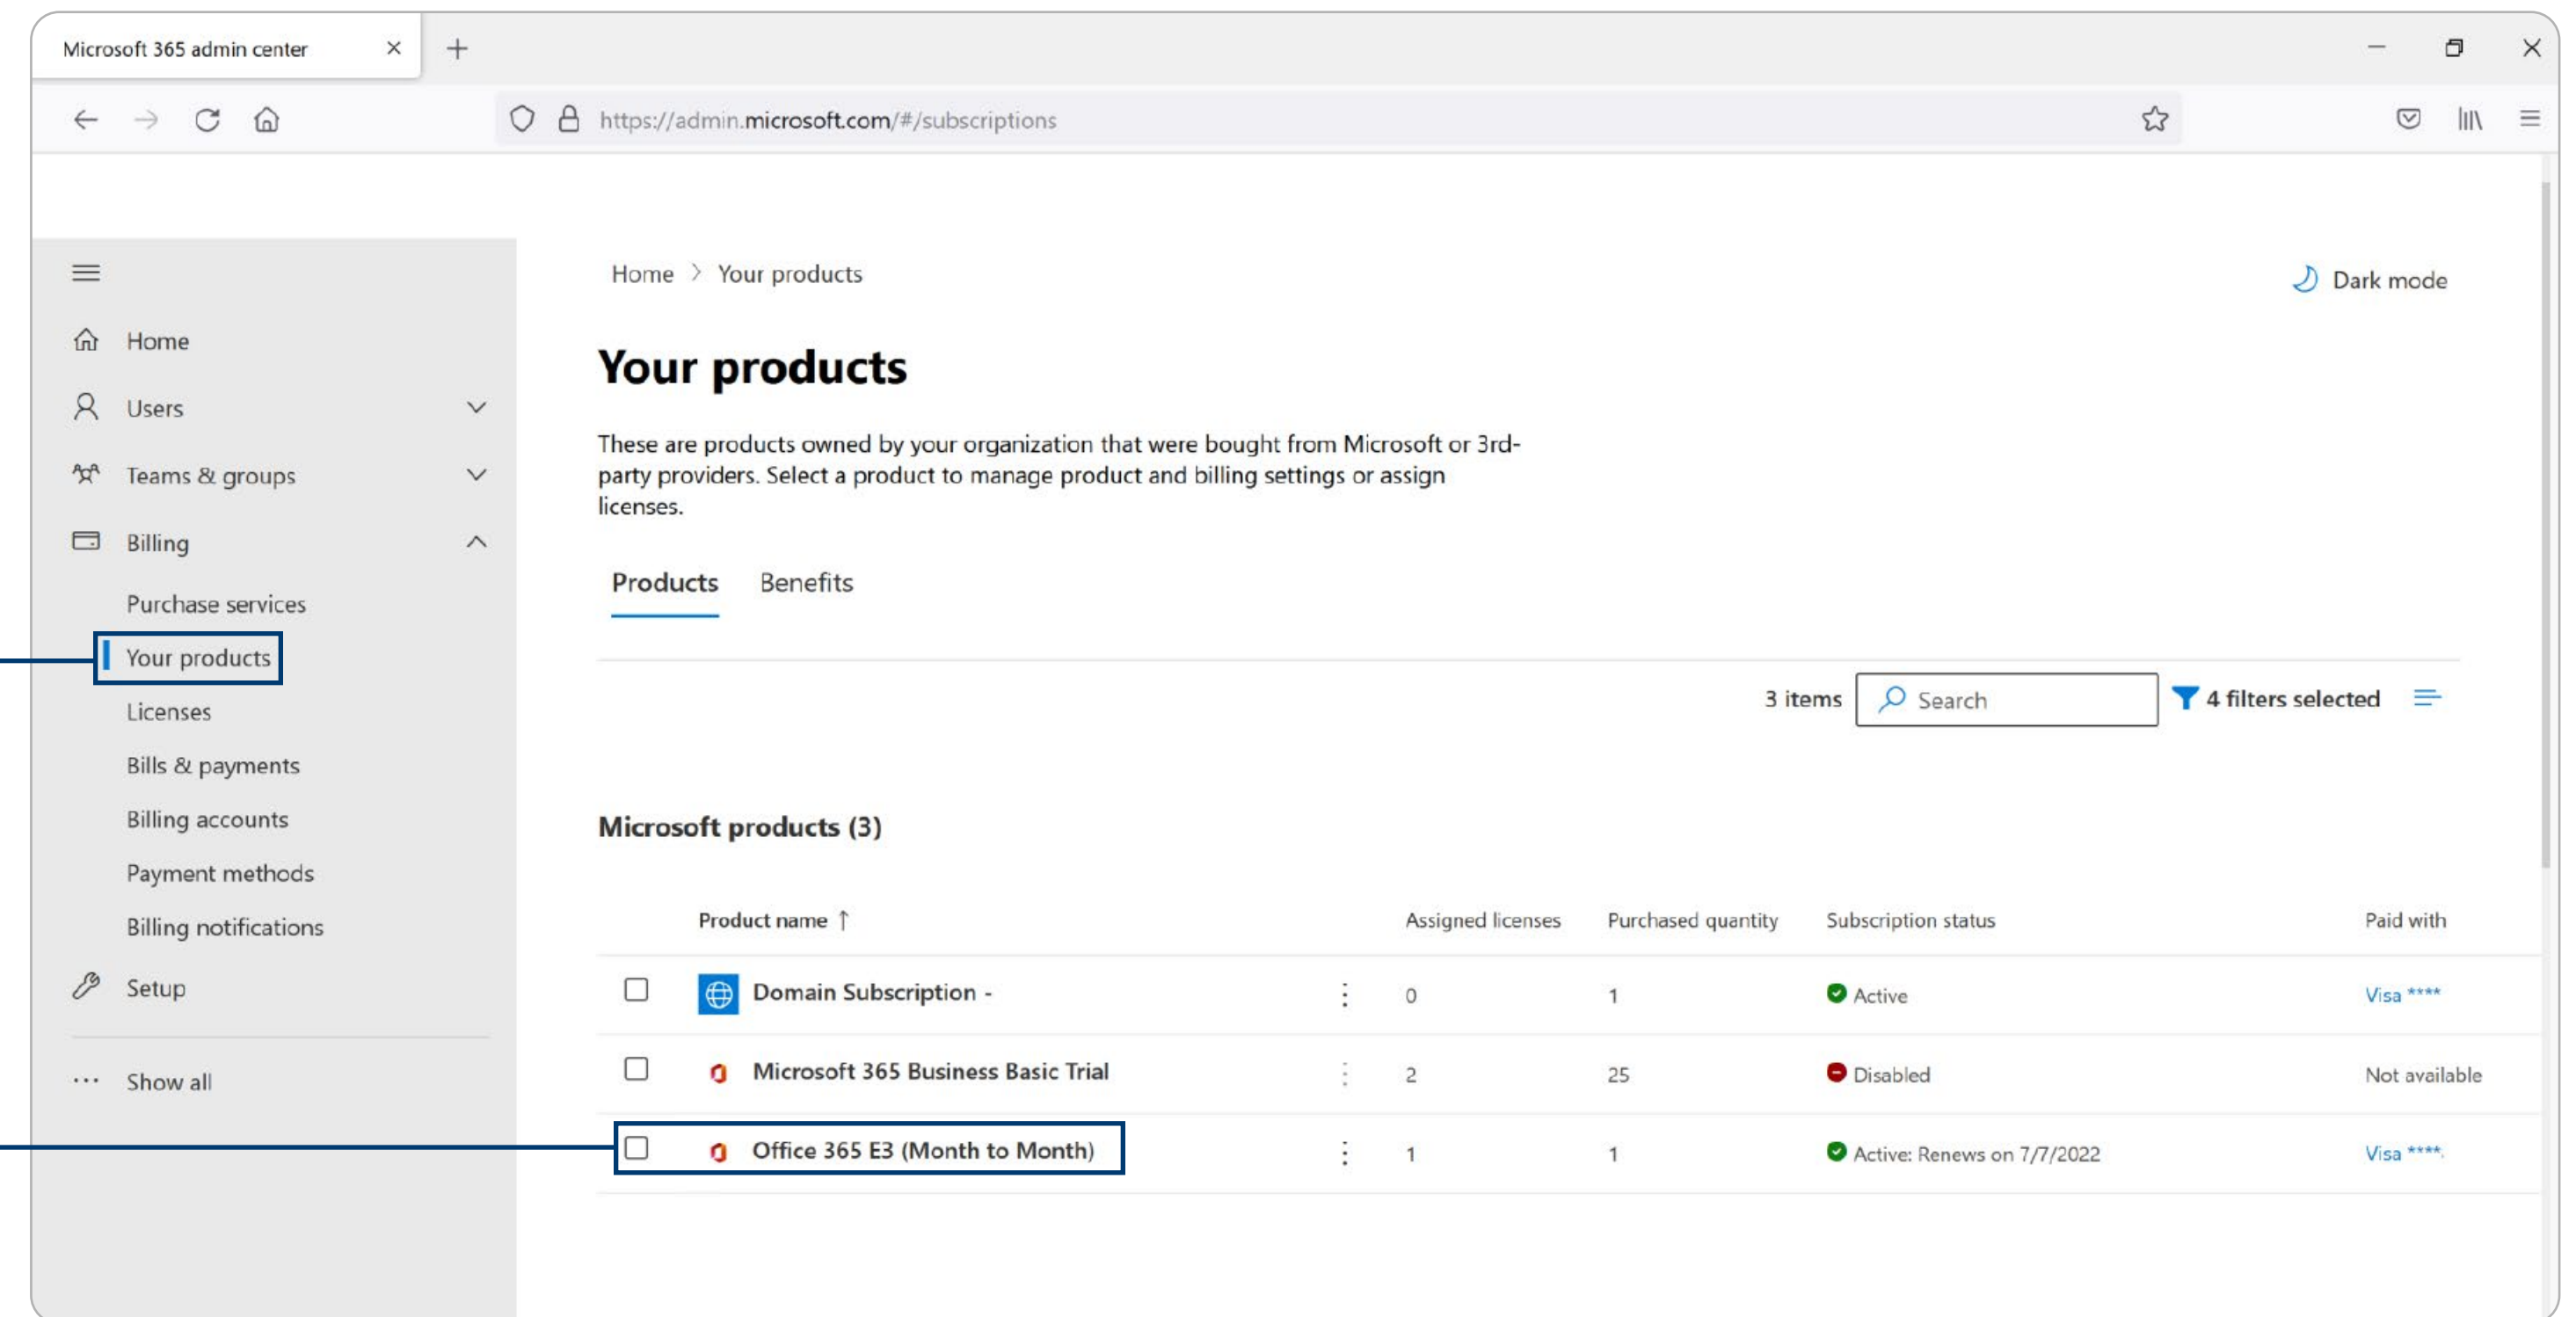 Microsoft 365 admin center
https://admin.microsoft.com/#/subscriptions
Home
Users
Teams & groups
Billing
Purchase services
Your products
Licenses
Bills & payments
Billing accounts
Payment methods
Billing notifications
Setup
Show all
Home > Your products
Dark mode
Your products
These are products owned by your organization that were bought from Microsoft or 3rd-
party providers. Select a product to manage product and billing settings or assign
licenses.
Products Benefits
3 items Search 4 filters selected
Microsoft products (3)
Product name ↑ Assigned licenses Purchased quantity Subscription status Paid with
Domain Subscription - 0 1 Active Visa ****
Microsoft 365 Business Basic Trial 2 25 Disabled Not available
Office 365 E3 (Month to Month) 1 1 Active: Renews on 7/7/2022 Visa ****